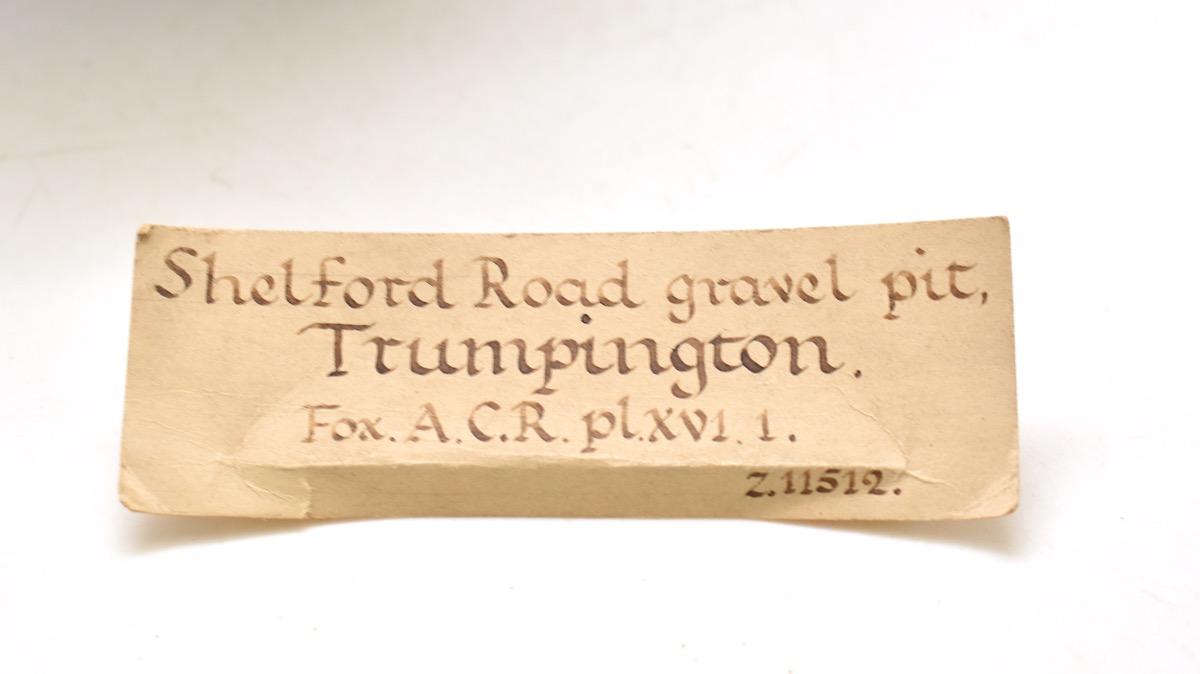 Shelford Road gravel pit,
Trumpington.
Fox. A.C.R. pl.xvi. 1.
Z.11512.